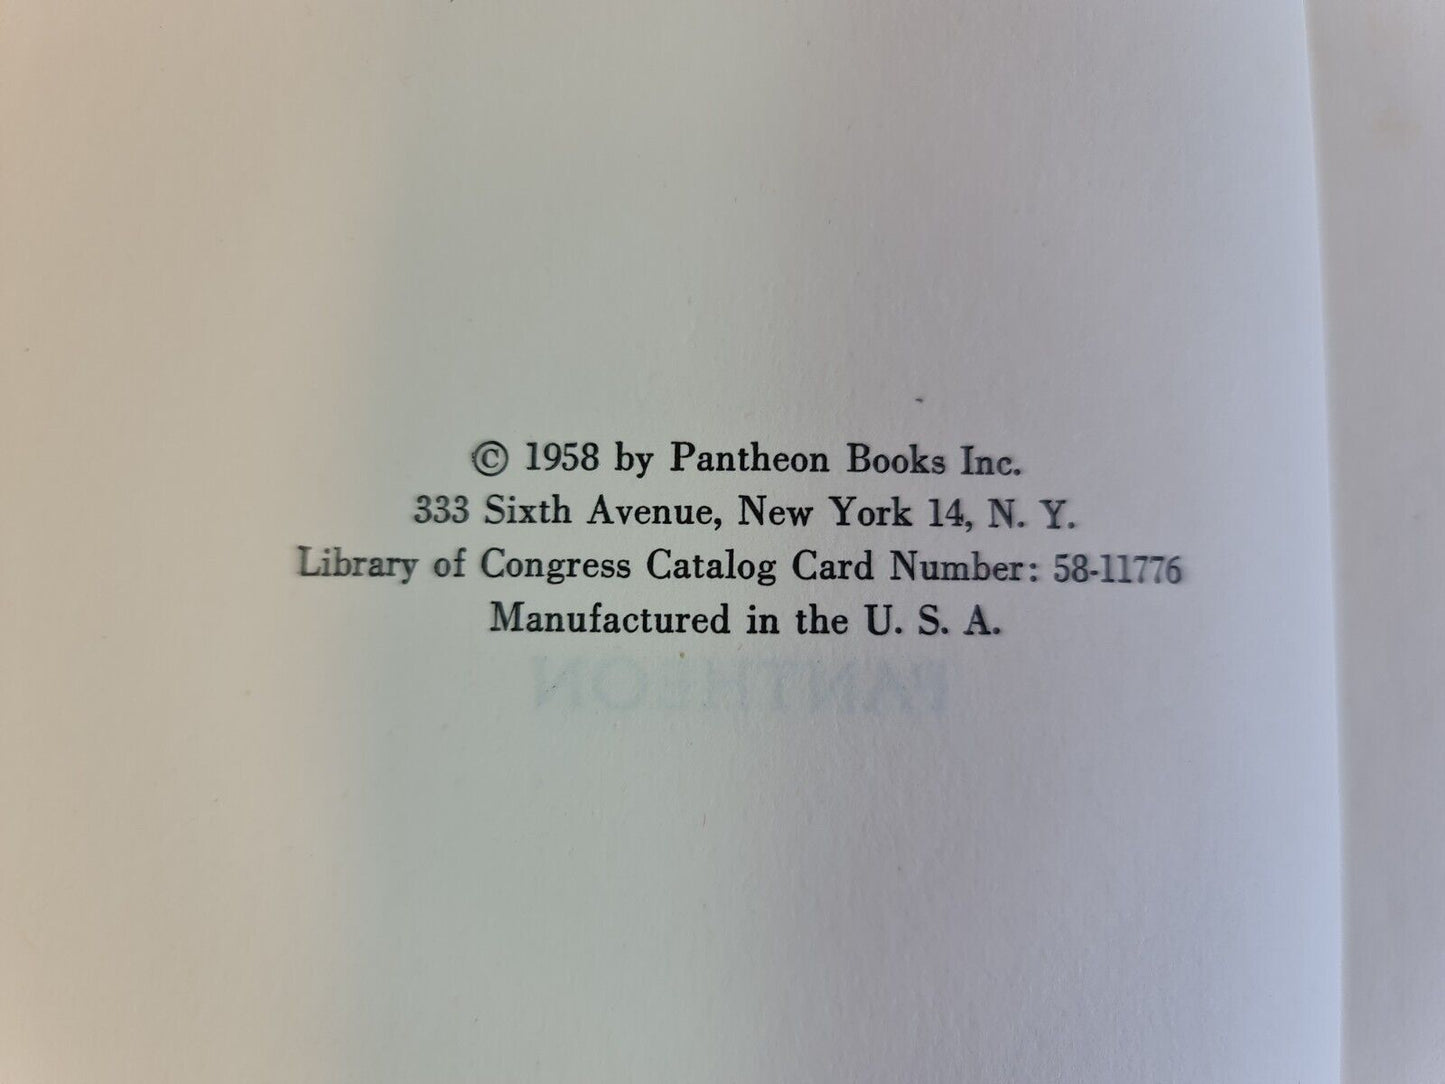 © 1958 by Pantheon Books Inc.
333 Sixth Avenue, New York 14, N. Y.
Library of Congress Catalog Card Number: 58-11776
Manufactured in the U. S. A.
PANTHEON